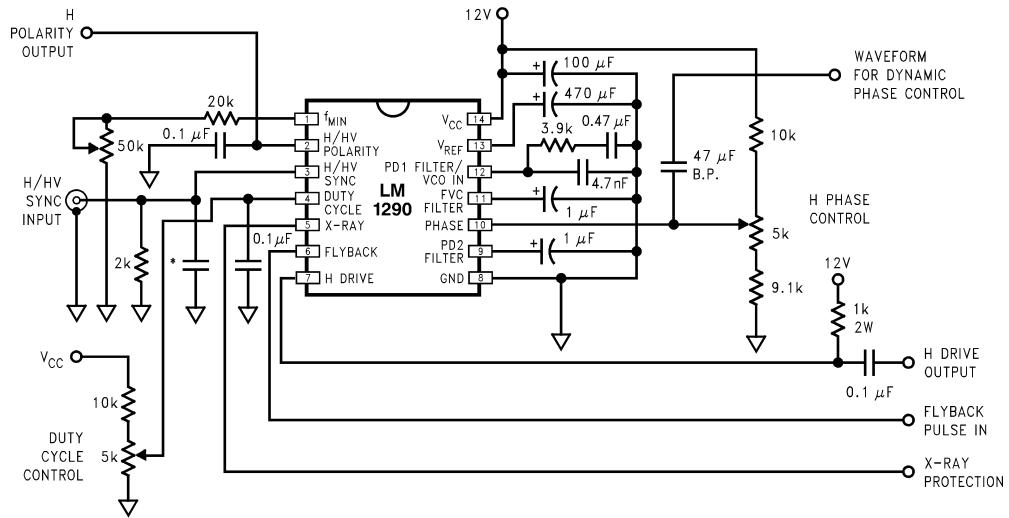 H
POLARITY
OUTPUT
12V
100 μF
470 μF
3.9k
0.47 μF
4.7nF
1 μF
1 μF
WAVEFORM
FOR DYNAMIC
PHASE CONTROL
20k
50k
0.1 μF
H/HV
SYNC
INPUT
2k
*
0.1μF
1
f MIN
2
H/HV
POLARITY
3
H/HV
SYNC
4
DUTY
CYCLE
5
X-RAY
6
FLYBACK
7
H DRIVE
LM
1290
VCC
14
VREF
13
PD1 FILTER/
VCO IN
12
FVC
FILTER
11
PHASE
10
PD2
FILTER
9
GND
8
47 μF
B.P.
10k
H PHASE
CONTROL
5k
9.1k
12V
1k
2W
0.1 μF
H DRIVE
OUTPUT
VCC
10k
5k
DUTY
CYCLE
CONTROL
FLYBACK
PULSE IN
X-RAY
PROTECTION